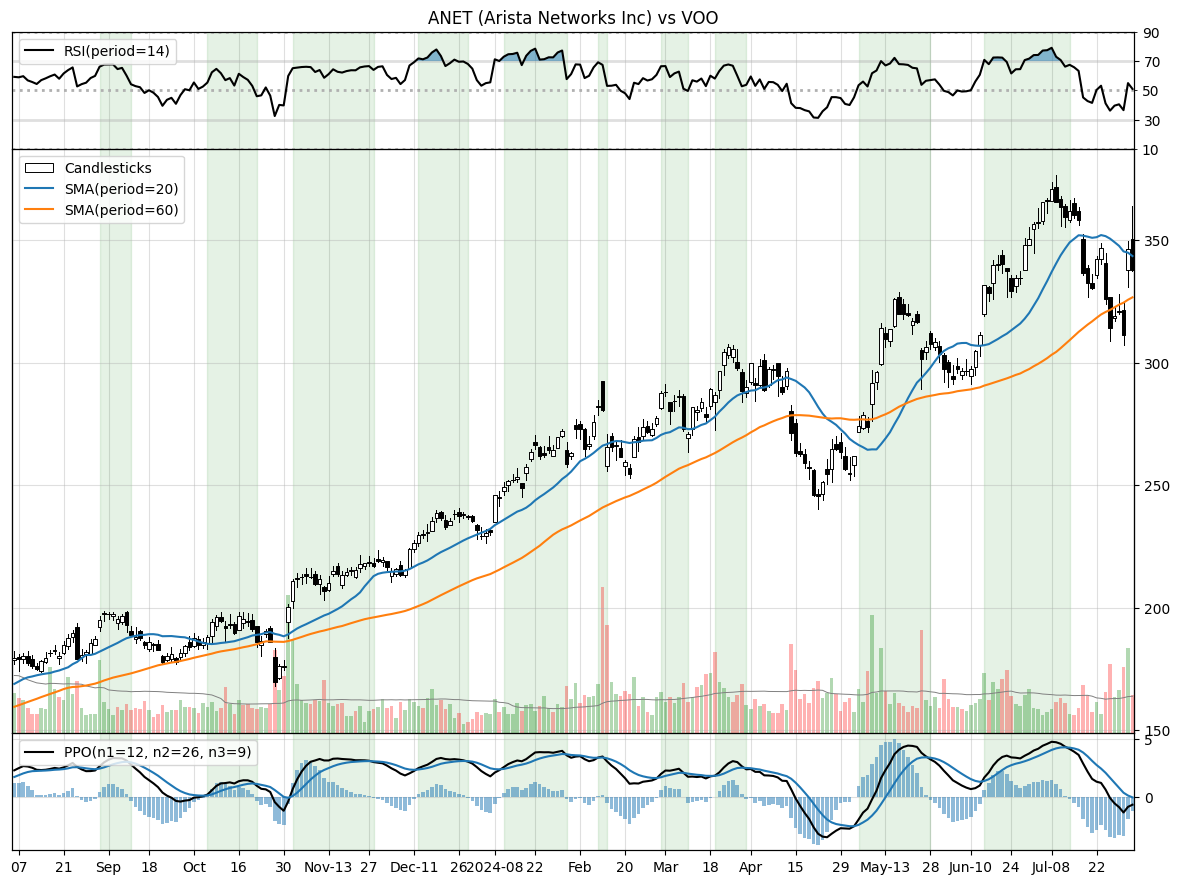 ANET (Arista Networks Inc) vs VOO
RSI(period=14)
90
70
50
30
10
Candlesticks
SMA(period=20)
SMA(period=60)
350
300
250
200
150
PPO(n1=12, n2=26, n3=9)
5
0
07 21 Sep 18 Oct 16 30 Nov-13 27 Dec-11 26 2024-08 22 Feb 20 Mar 18 Apr 15 29 May-13 28 Jun-10 24 Jul-08 22